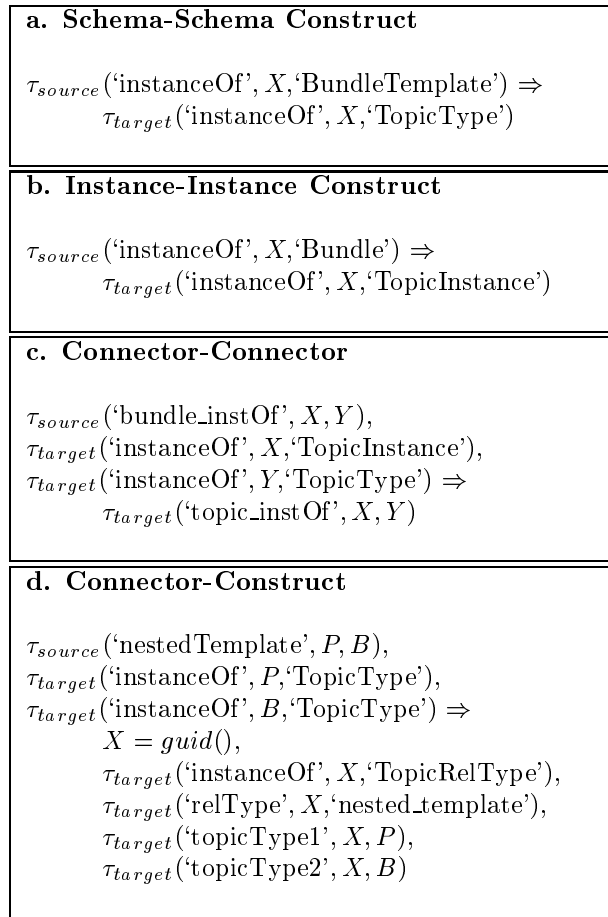 a. Schema-Schema Construct
τsource(‘instanceOf’, X,‘BundleTemplate’) ⇒
τtarget(‘instanceOf’, X,‘TopicType’)
b. Instance-Instance Construct
τsource(‘instanceOf’, X,‘Bundle’) ⇒
τtarget(‘instanceOf’, X,‘TopicInstance’)
c. Connector-Connector
τsource(‘bundle_instOf’, X, Y),
τtarget(‘instanceOf’, X,‘TopicInstance’),
τtarget(‘instanceOf’, Y,‘TopicType’) ⇒
τtarget(‘topic_instOf’, X, Y)
d. Connector-Construct
τsource(‘nestedTemplate’, P, B),
τtarget(‘instanceOf’, P,‘TopicType’),
τtarget(‘instanceOf’, B,‘TopicType’) ⇒
X = guid(),
τtarget(‘instanceOf’, X,‘TopicRelType’),
τtarget(‘relType’, X,‘nested_template’),
τtarget(‘topicType1’, X, P),
τtarget(‘topicType2’, X, B)